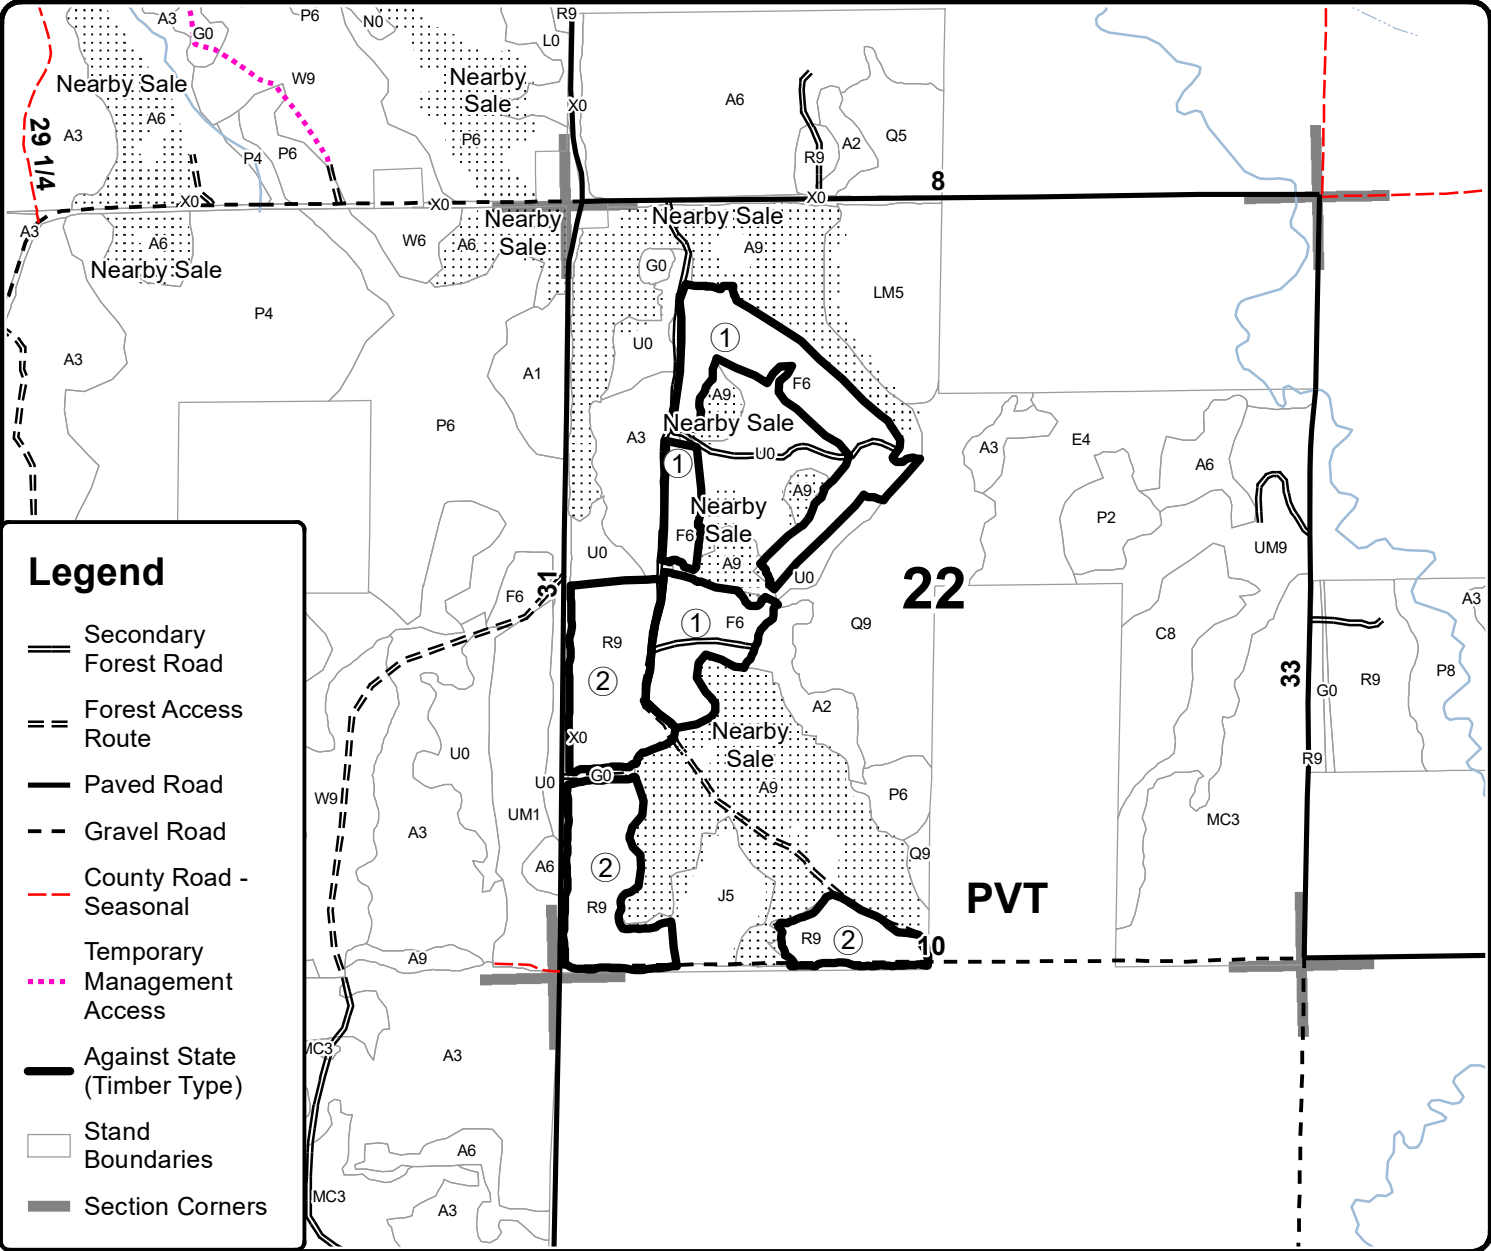 A3
G0
P6
N0
R9
L0
Nearby Sale
W9
Nearby
Sale
A6
X0
A6
A3
29 1/4
P6
P4
P6
R9
A2
Q5
X0
X0
X0
8
A3
A6
Nearby Sale
W6
A6
Nearby
Sale
Nearby Sale
A9
G0
LM5
P4
A3
U0
A1
1
F6
A9
P6
A3
Nearby Sale
U0
1
A9
A3
E4
A6
P2
UM9
Nearby
Sale
F6
A9
U0
U0
31
F6
22
R9
1
F6
Q9
C8
A3
2
33
G0
R9
P8
A2
X0
Nearby
Sale
A9
U0
U0
G0
R9
W9
UM1
P6
MC3
A3
A6
2
Q9
R9
J5
R9
2
PVT
10
A9
MC3
A3
A6
MC3
A3
Legend
Secondary
Forest Road
Forest Access
Route
Paved Road
Gravel Road
County Road -
Seasonal
Temporary
Management
Access
Against State
(Timber Type)
Stand
Boundaries
Section Corners